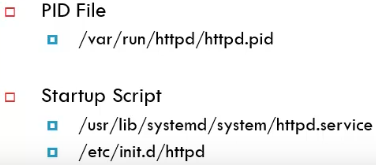 PID File
/var/run/httpd/httpd.pid
Startup Script
/usr/lib/systemd/system/httpd.service
/etc/init.d/httpd